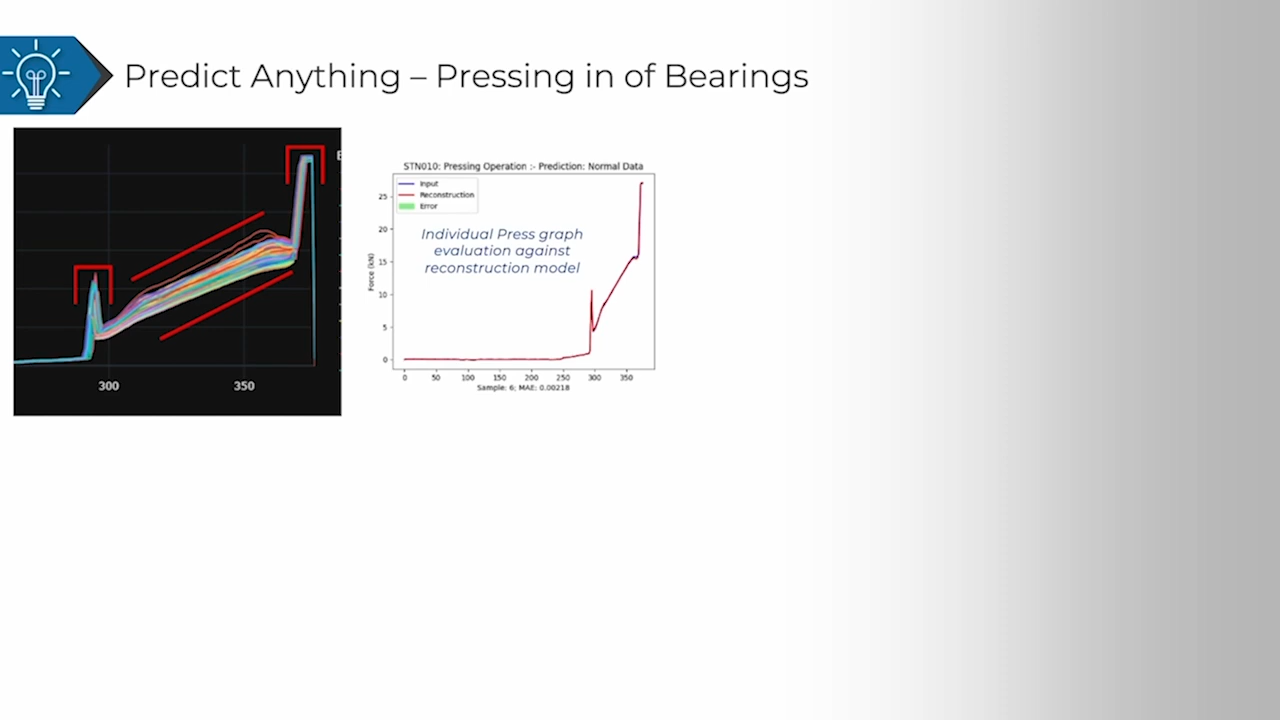 Predict Anything – Pressing in of Bearings
300
350
STN010: Pressing Operation :- Prediction: Normal Data
Input
Reconstruction
Error
Individual Press graph
evaluation against
reconstruction model
Force (kN)
25
20
15
10
5
0
0 50 100 150 200 250 300 350
Sample: 6; MAE: 0.00218